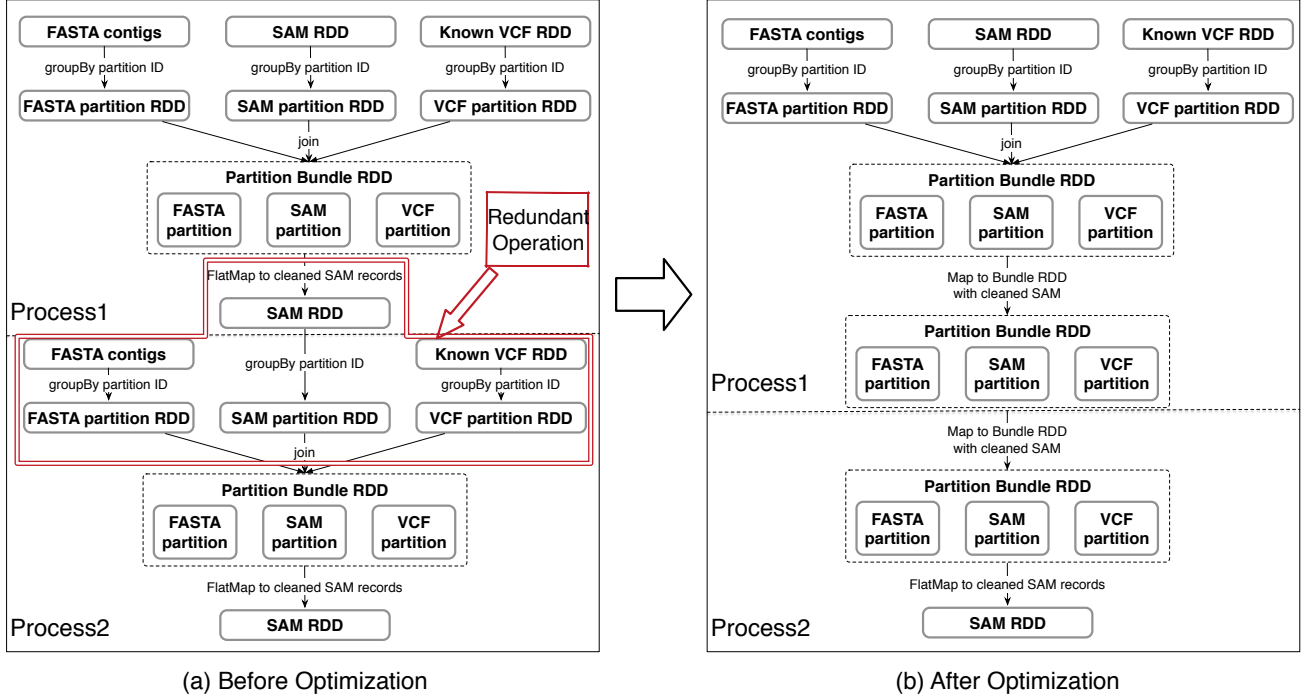 FASTA contigs
SAM RDD
Known VCF RDD
groupBy partition ID
groupBy partition ID
groupBy partition ID
FASTA partition RDD
SAM partition RDD
VCF partition RDD
join
Partition Bundle RDD
FASTA
partition
SAM
partition
VCF
partition
Redundant
Operation
FlatMap to cleaned SAM records
SAM RDD
Process1
FASTA contigs
Known VCF RDD
groupBy partition ID
groupBy partition ID
groupBy partition ID
FASTA partition RDD
SAM partition RDD
VCF partition RDD
join
Partition Bundle RDD
FASTA
partition
SAM
partition
VCF
partition
FlatMap to cleaned SAM records
SAM RDD
Process2
(a) Before Optimization
FASTA contigs
SAM RDD
Known VCF RDD
groupBy partition ID
groupBy partition ID
groupBy partition ID
FASTA partition RDD
SAM partition RDD
VCF partition RDD
join
Partition Bundle RDD
FASTA
partition
SAM
partition
VCF
partition
Map to Bundle RDD
with cleaned SAM
Partition Bundle RDD
FASTA
partition
SAM
partition
VCF
partition
Process1
Map to Bundle RDD
with cleaned SAM
Partition Bundle RDD
FASTA
partition
SAM
partition
VCF
partition
FlatMap to cleaned SAM records
SAM RDD
Process2
(b) After Optimization